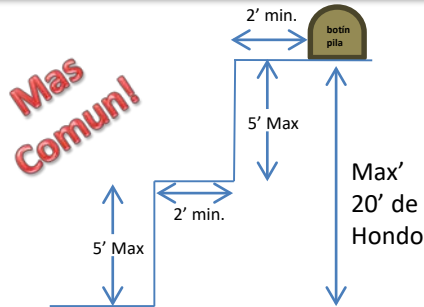 2’ min.
botín
pila
Mas
Comun!
5’ Max
2’ min.
5’ Max
Max’
20’ de
Hondo